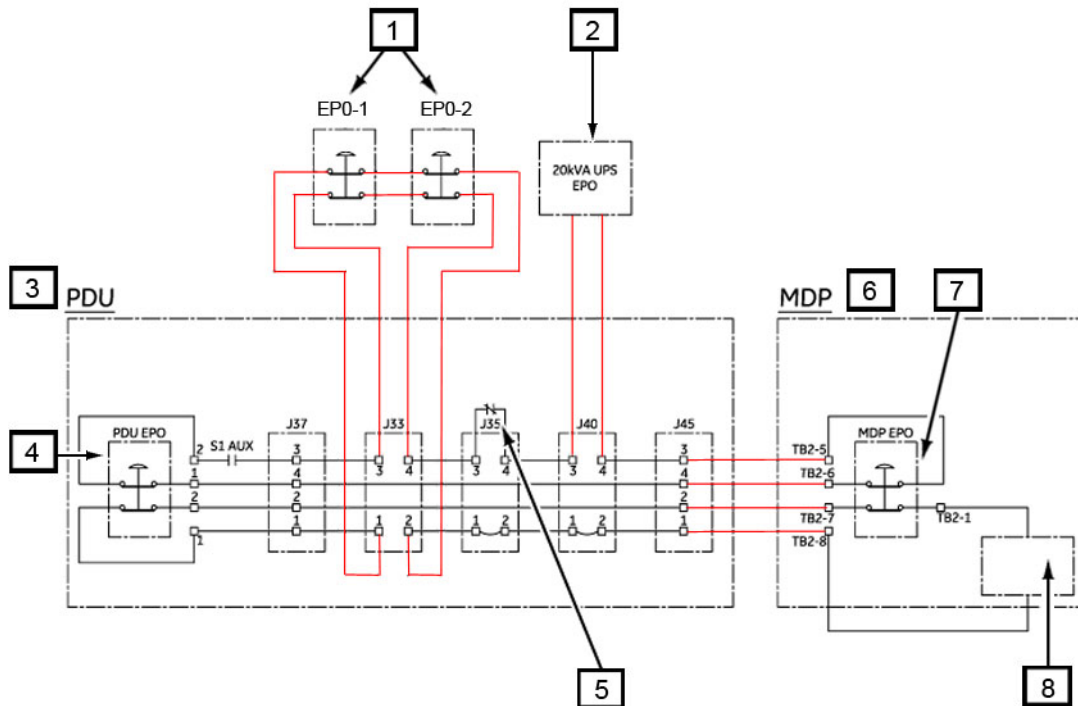 1
2
EP0-1
EP0-2
20kVA UPS
EPO
3
PDU
MDP
6
7
4
PDU EPO
2
S1 AUX
J37
J33
J35
J40
J45
MDP EPO
3
3
4
3
4
3
4
3
TB2-5
1
4
4
TB2-6
2
2
2
TB2-7
TB2-1
1
1
1
2
1
2
1
2
1
TB2-8
5
8